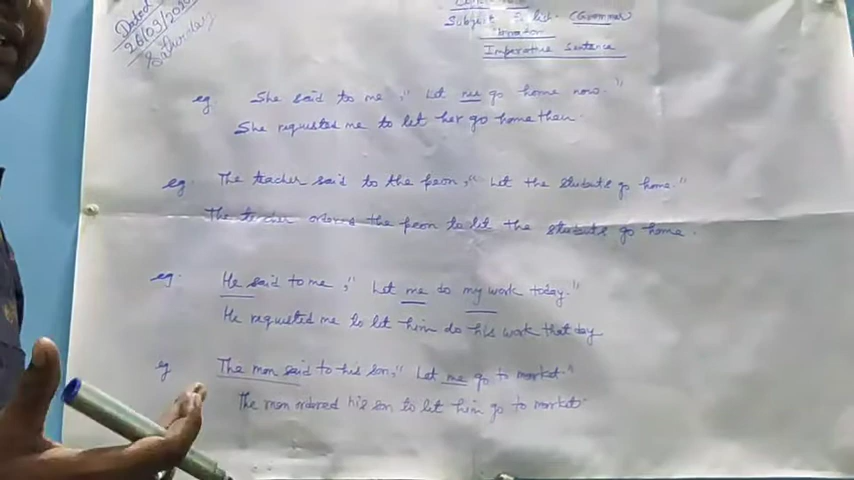 Dated
26/09/2020
Saturday
Subject English (Grammar)
Narration
Imperative Sentence
eg She said to me, "Let me go home now."
She requested me to let her go home then.
eg. The teacher said to the peon, "Let the students go home."
The teacher orderns the peon to let the students go home.
eg. He said to me, "Let me do my work today."
He requested me to let him do his work that day
eg The man said to his son, "Let me go to market."
The man ordered his son to let him go to market